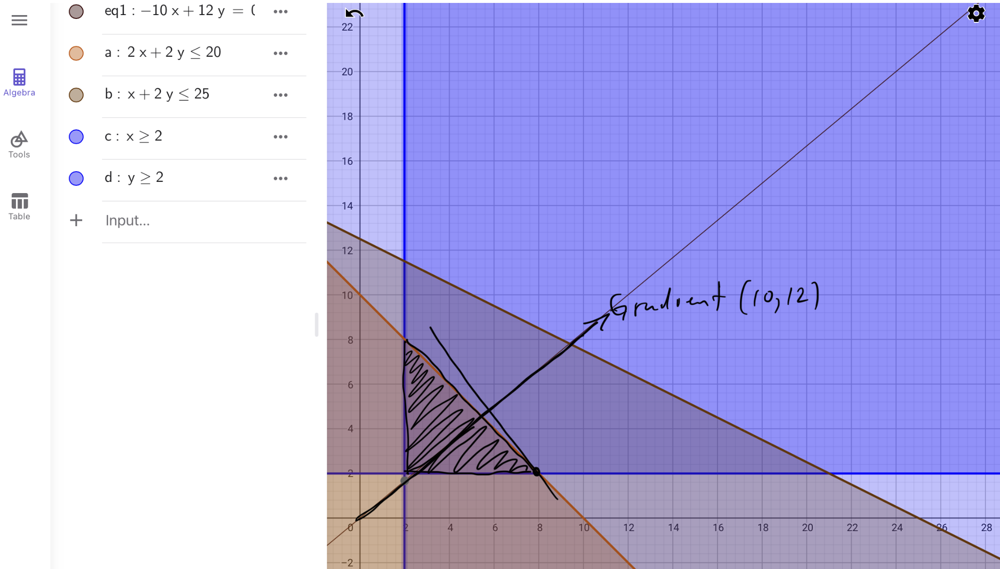 eq1 : −10 x + 12 y = 0
a : 2 x + 2 y ≤ 20
b : x + 2 y ≤ 25
c : x ≥ 2
d : y ≥ 2
+ Input...
Algebra
Tools
Table
22
20
18
16
14
12
10
8
6
4
2
0 2 4 6 8 10 12 14 16 18 20 22 24 26 28
−2
Gradient (10,12)